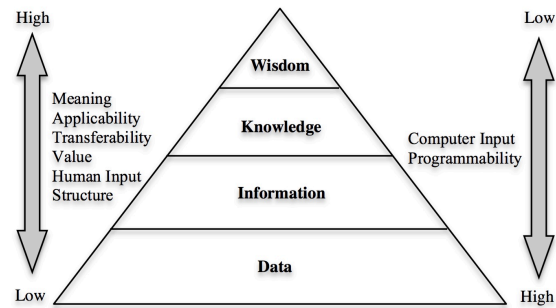 High
Low
Wisdom
Meaning
Applicability
Transferability
Value
Human Input
Structure
Knowledge
Computer Input
Programmability
Information
Data
Low
High